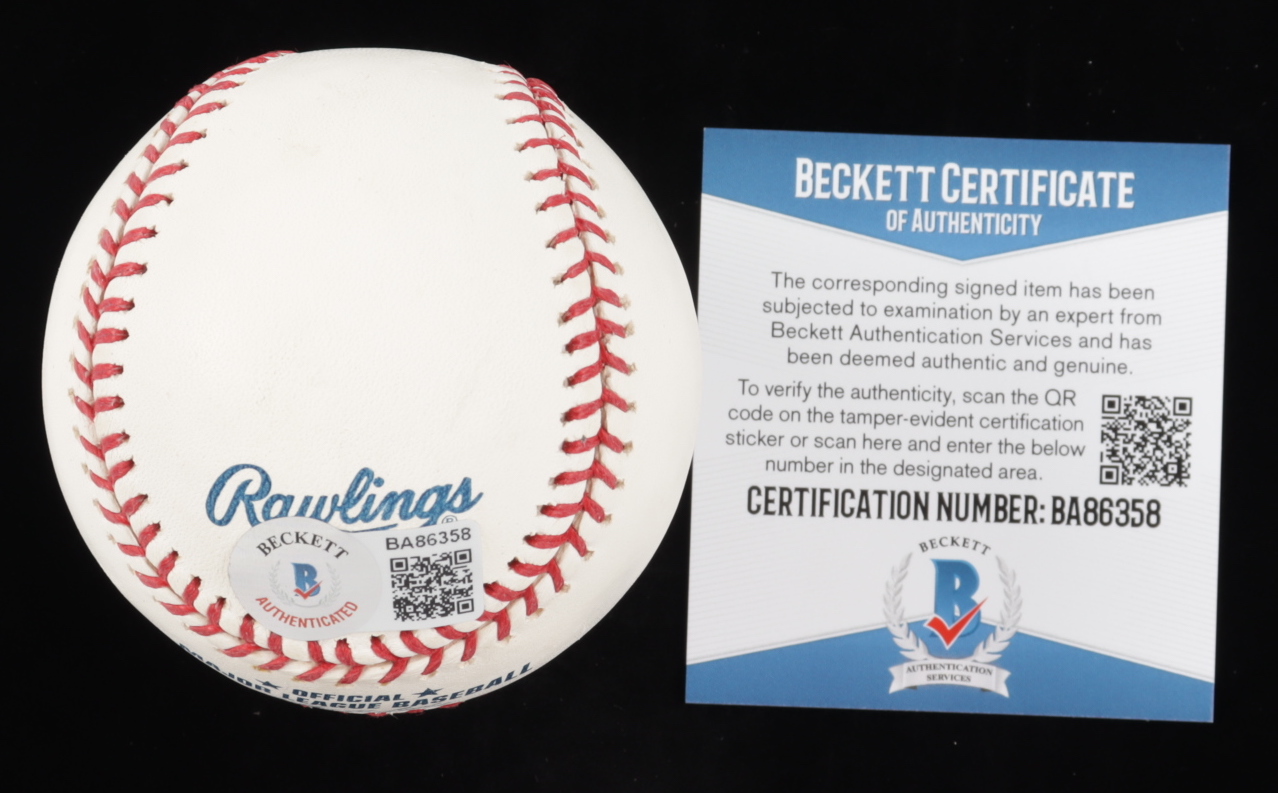 Rawlings®
BECKETT
B
AUTHENTICATED
BA86358
★ OFFICIAL ★
MAJOR LEAGUE BASEBALL
BECKETT CERTIFICATE
OF AUTHENTICITY
The corresponding signed item has been
subjected to examination by an expert from
Beckett Authentication Services and has
been deemed authentic and genuine.
To verify the authenticity, scan the QR
code on the tamper-evident certification
sticker or scan here and enter the below
number in the designated area.
CERTIFICATION NUMBER: BA86358
BECKETT
B
AUTHENTICATION
SERVICES